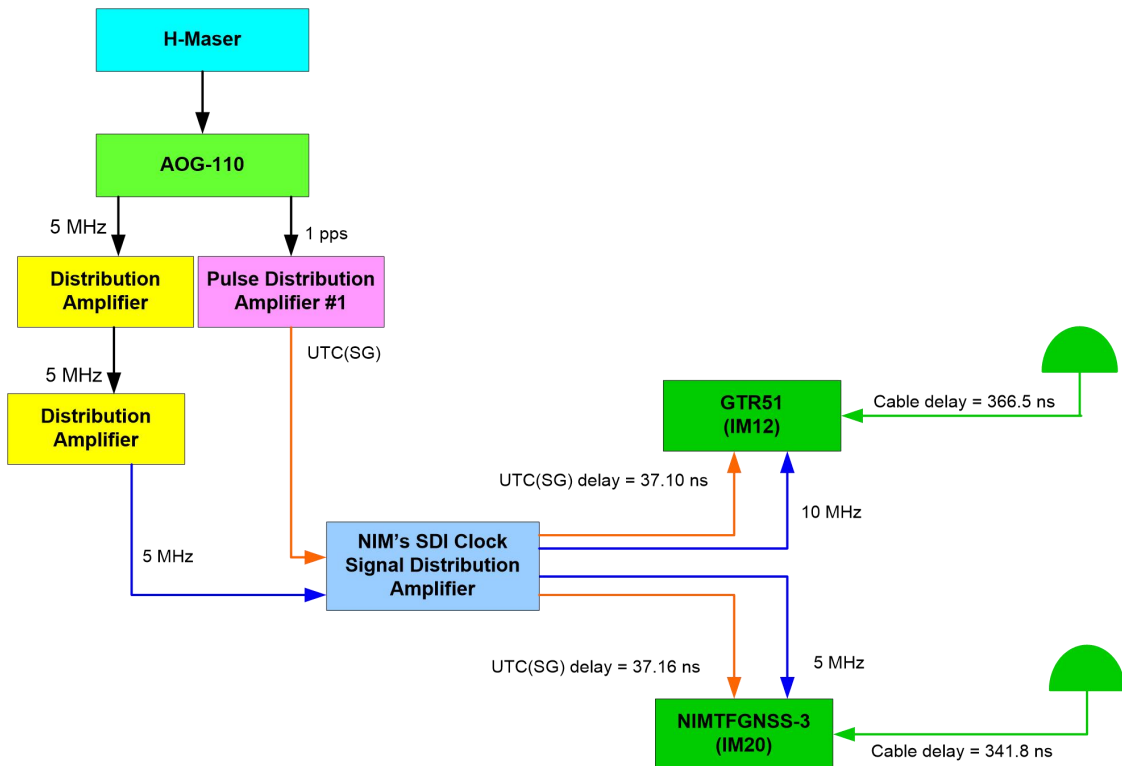 H-Maser
AOG-110
5 MHz
1 pps
Distribution
Amplifier
Pulse Distribution
Amplifier #1
UTC(SG)
5 MHz
Distribution
Amplifier
GTR51
(IM12)
Cable delay = 366.5 ns
UTC(SG) delay = 37.10 ns
10 MHz
NIM's SDI Clock
Signal Distribution
Amplifier
5 MHz
UTC(SG) delay = 37.16 ns
5 MHz
NIMTFGNSS-3
(IM20)
Cable delay = 341.8 ns